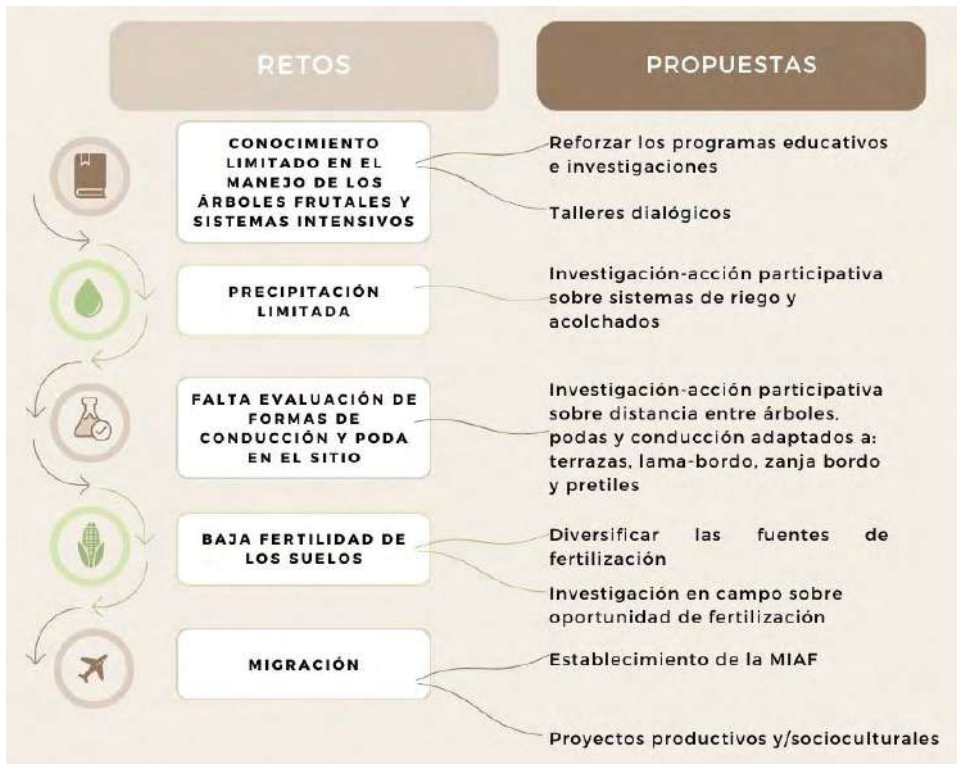 RETOS
PROPUESTAS
CONOCIMIENTO
LIMITADO EN EL
MANEJO DE LOS
ÁRBOLES FRUTALES Y
SISTEMAS INTENSIVOS
Reforzar los programas educativos
e investigaciones
Talleres dialógicos
PRECIPITACIÓN
LIMITADA
Investigación-acción participativa
sobre sistemas de riego y
acolchados
FALTA EVALUACIÓN DE
FORMAS DE
CONDUCCIÓN Y PODA
EN EL SITIO
Investigación-acción participativa
sobre distancia entre árboles,
podas y conducción adaptados a:
terrazas, lama-bordo, zanja bordo
y pretiles
BAJA FERTILIDAD DE
LOS SUELOS
Diversificar las fuentes de
fertilización
Investigación en campo sobre
oportunidad de fertilización
MIGRACIÓN
Establecimiento de la MIAF
Proyectos productivos y/socioculturales